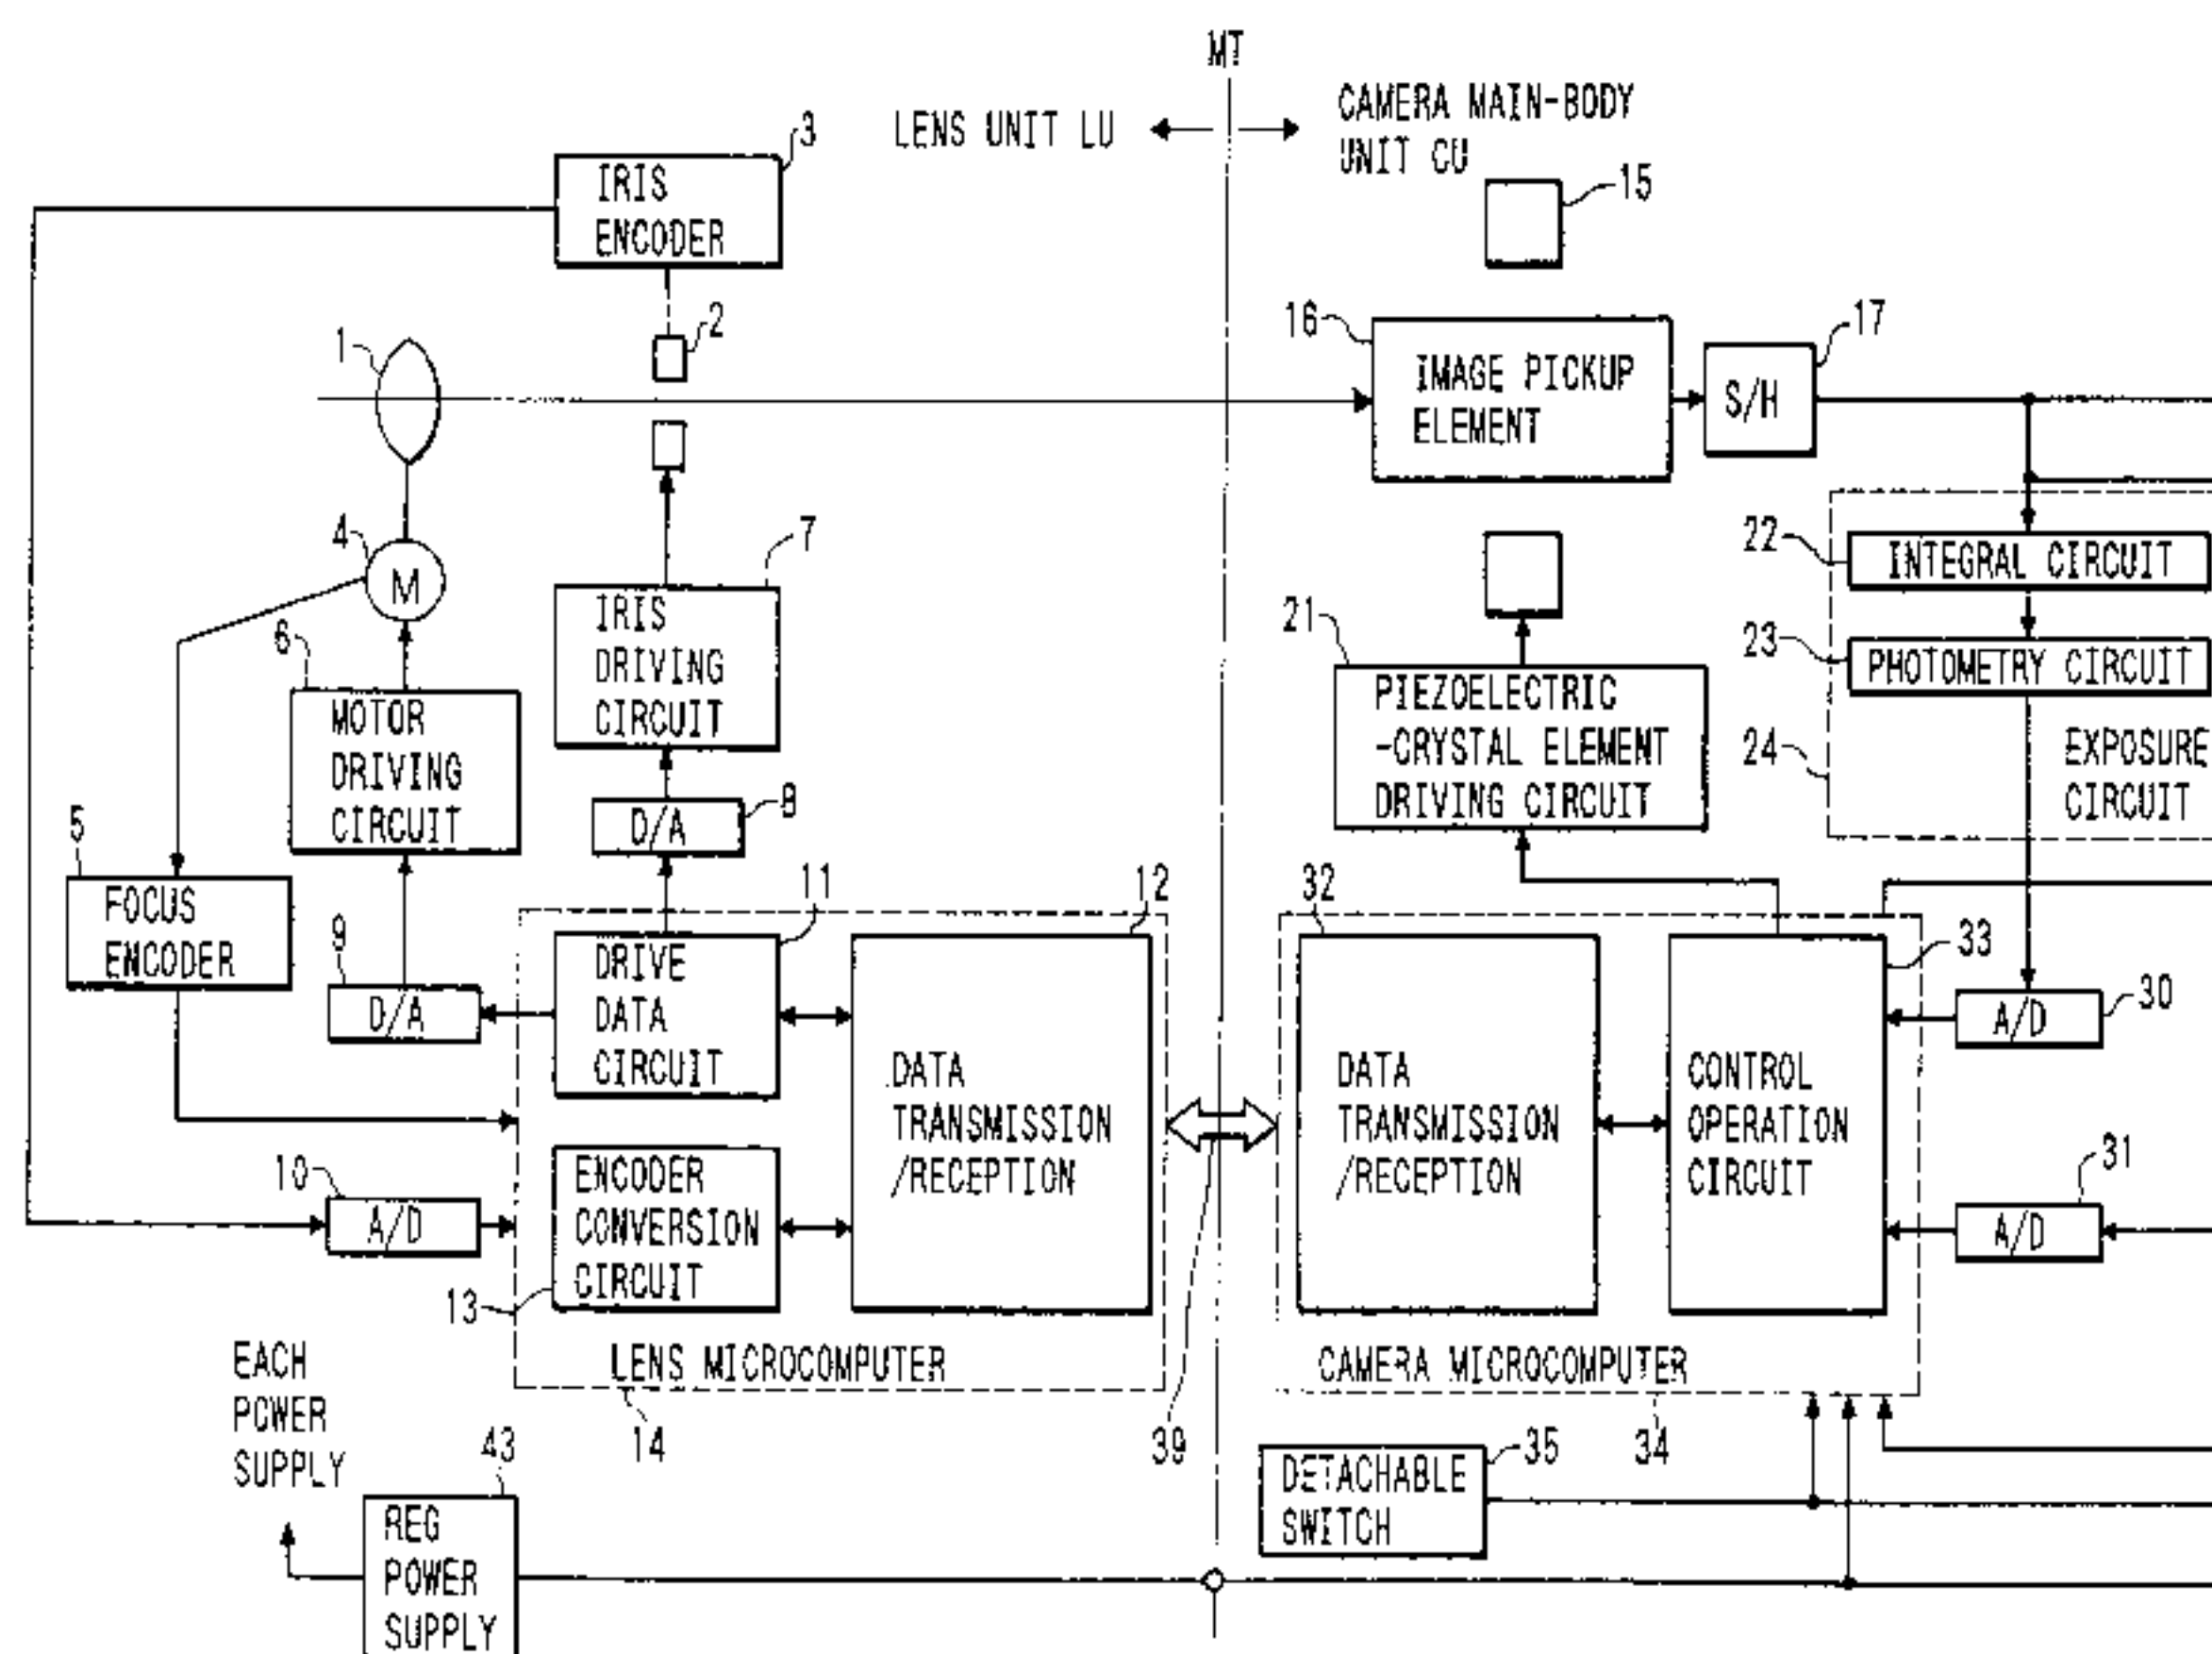 MT
LENS UNIT LU
CAMERA MAIN-BODY
UNIT CU
3
IRIS
ENCODER
15
2
1
16
IMAGE PICKUP
ELEMENT
17
S/H
4
M
7
IRIS
DRIVING
CIRCUIT
22
INTEGRAL CIRCUIT
23
PHOTOMETRY CIRCUIT
24
EXPOSURE
CIRCUIT
21
PIEZOELECTRIC
-CRYSTAL ELEMENT
DRIVING CIRCUIT
6
MOTOR
DRIVING
CIRCUIT
8
D/A
5
FOCUS
ENCODER
9
D/A
11
DRIVE
DATA
CIRCUIT
12
DATA
TRANSMISSION
/RECEPTION
32
DATA
TRANSMISSION
/RECEPTION
33
CONTROL
OPERATION
CIRCUIT
30
A/D
31
A/D
10
A/D
13
ENCODER
CONVERSION
CIRCUIT
LENS MICROCOMPUTER
14
39
CAMERA MICROCOMPUTER
34
EACH
POWER
SUPPLY
43
REG
POWER
SUPPLY
35
DETACHABLE
SWITCH